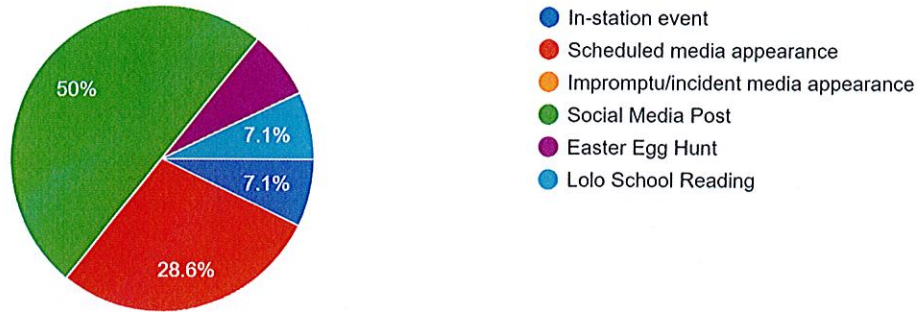 50%
7.1%
7.1%
28.6%
In-station event
Scheduled media appearance
Impromptu/incident media appearance
Social Media Post
Easter Egg Hunt
Lolo School Reading